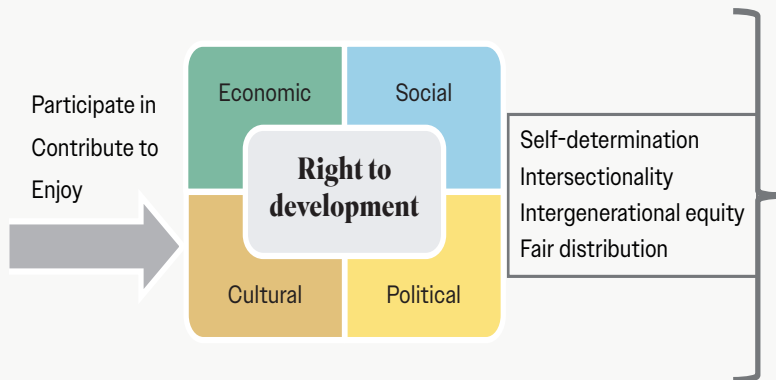 Participate in
Contribute to
Enjoy
Economic
Social
Right to
development
Cultural
Political
Self-determination
Intersectionality
Intergenerational equity
Fair distribution